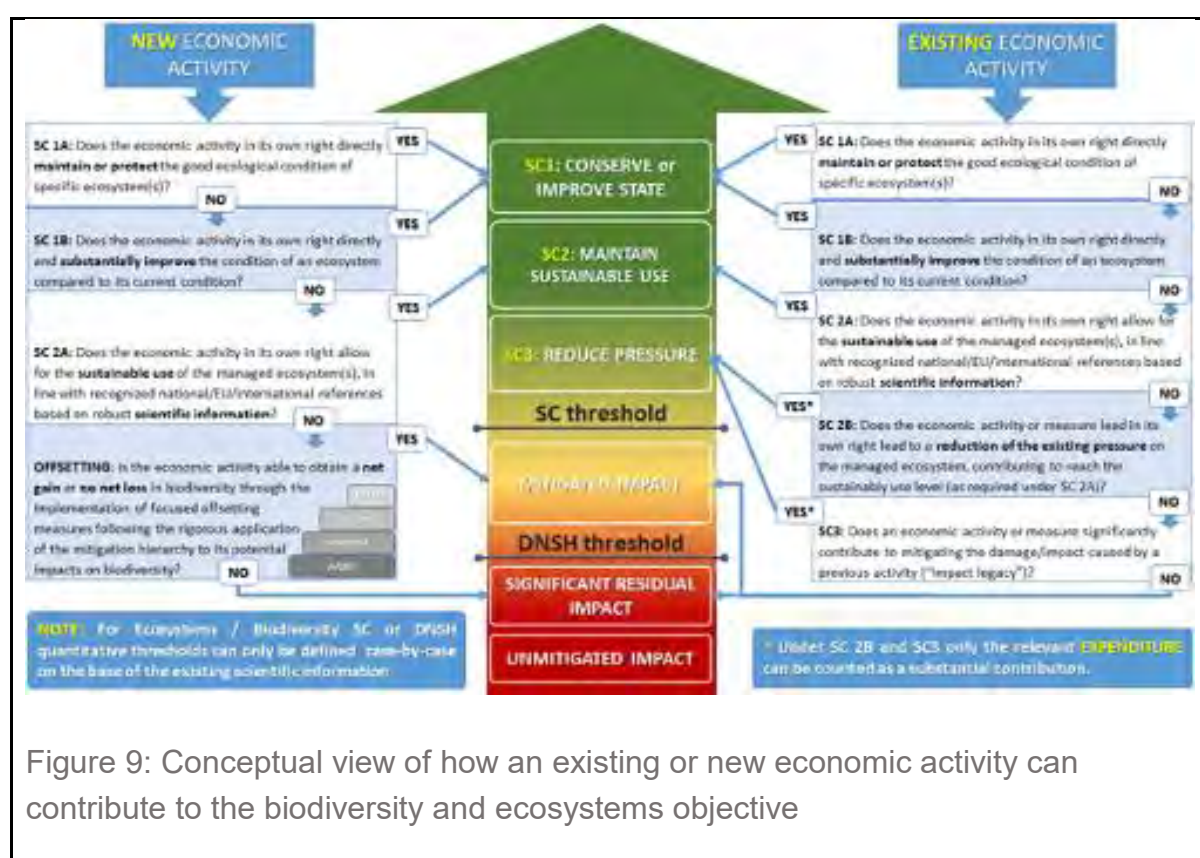 NEW ECONOMIC
ACTIVITY
SC 1A: Does the economic activity in its own right directly
maintain or protect the good ecological condition of
specific ecosystem(s)?
YES
NO
SC 1B: Does the economic activity in its own right directly
and substantially improve the condition of an ecosystem
compared to its current condition?
YES
NO
SC 2A: Does the economic activity in its own right allow
for the sustainable use of the managed ecosystem(s), in
line with recognized national/EU/international references
based on robust scientific information?
YES
NO
OFFSETTING: Is the economic activity able to obtain a net
gain or no net loss in biodiversity through the
implementation of focused offsetting
measures following the rigorous application
of the mitigation hierarchy to its potential
impacts on biodiversity?
YES
NO
NOTE: For Ecosystems / Biodiversity SC or DNSH
quantitative thresholds can only be defined case-by-case
on the base of the existing scientific information
SC1: CONSERVE or
IMPROVE STATE
SC2: MAINTAIN
SUSTAINABLE USE
SC3: REDUCE PRESSURE
SC threshold
IMPACT
DNSH threshold
SIGNIFICANT RESIDUAL
IMPACT
UNMITIGATED IMPACT
EXISTING ECONOMIC
ACTIVITY
YES
SC 1A: Does the economic activity in its own right directly
maintain or protect the good ecological condition of
specific ecosystem(s)?
NO
YES
SC 1B: Does the economic activity in its own right directly
and substantially improve the condition of an ecosystem
compared to its current condition?
NO
YES
SC 2A: Does the economic activity in its own right allow for
the sustainable use of the managed ecosystem(s), in line
with recognized national/EU/international references based
on robust scientific information?
NO
YES*
SC 2B: Does the economic activity or measure lead in its
own right lead to a reduction of the existing pressure on
the managed ecosystem, contributing to reach the
sustainably use level (as required under SC 2A)?
NO
YES*
SC3: Does an economic activity or measure significantly
contribute to mitigating the damage/impact caused by a
previous activity ("impact legacy")?
NO
* Under SC 2B and SC3 only the relevant EXPENDITURE
can be counted as a substantial contribution.
Figure 9: Conceptual view of how an existing or new economic activity can
contribute to the biodiversity and ecosystems objective